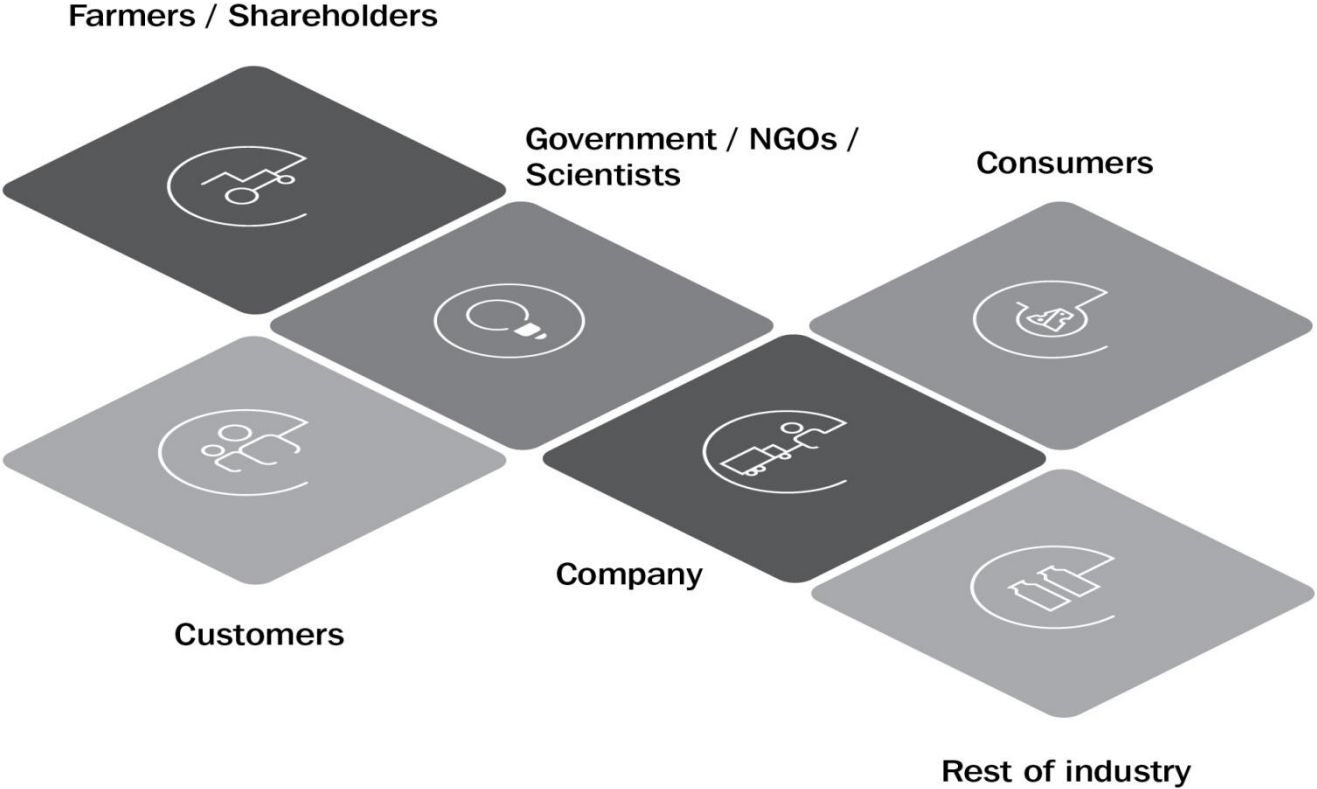 Farmers / Shareholders
Government / NGOs /
Scientists
Consumers
Company
Customers
Rest of industry